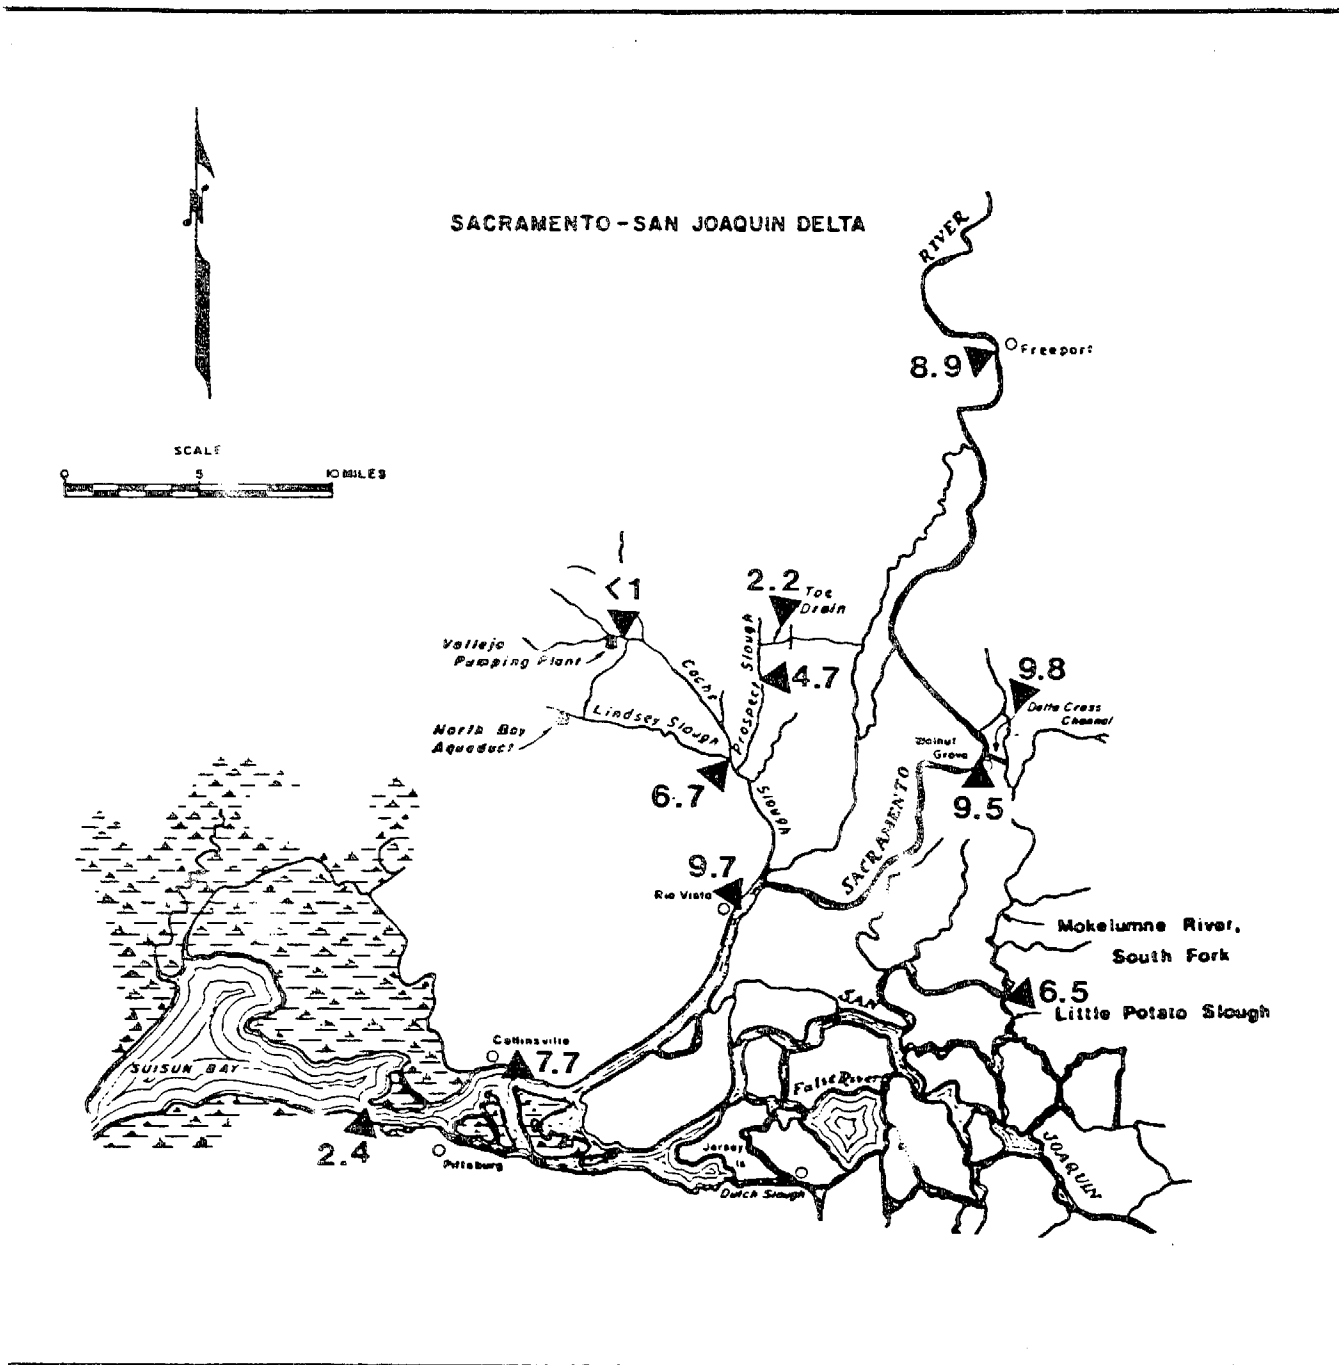 N
SACRAMENTO-SAN JOAQUIN DELTA
RIVER
Freeport
8.9
SCALE
0 5 10 MILES
<1
2.2
Toe
Drain
Vallejo
Pumping Plant
Cache
Prospect Slough
4.7
9.8
Delta Cross
Channel
Lindsey Slough
North Bay
Aquaduct
Walnut
Grove
6.7
Slough
9.5
SACRAMENTO
9.7
Rio Vista
Mokelumne River,
South Fork
6.5
Little Potato Slough
SAN
Collinsville
7.7
SUISUN BAY
False River
2.4
Pittsburg
Jersey
Is
Dutch Slough
JOAQUIN